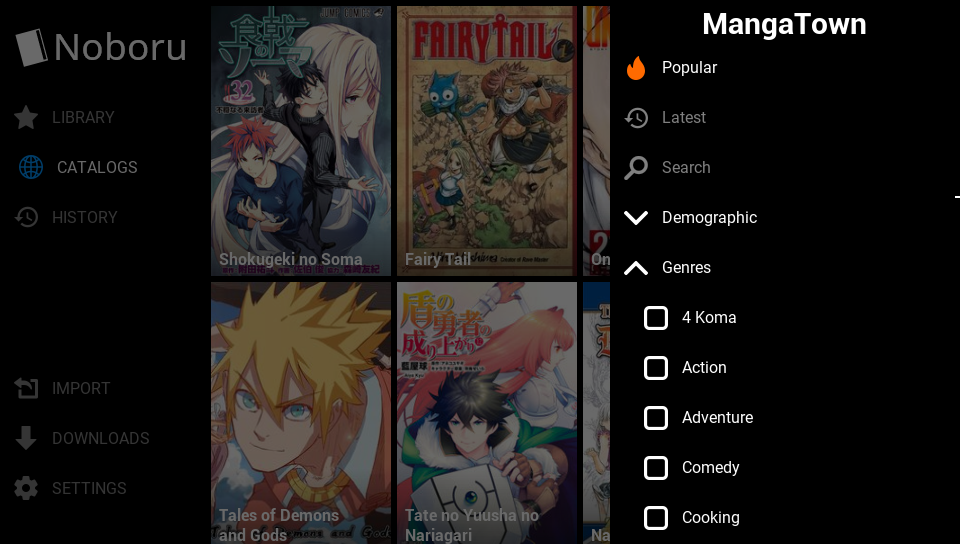 Noboru
LIBRARY
CATALOGS
HISTORY
IMPORT
DOWNLOADS
SETTINGS
JUMP COMICS
食戟の
ソーマ
32
Shokugeki no Soma
FAIRY TAIL
Fairy Tail
On
Tales of Demons
and Gods
盾の
勇者の
成り上がり
Tate no Yuusha no
Nariagari
Na
MangaTown
Popular
Latest
Search
Demographic
Genres
4 Koma
Action
Adventure
Comedy
Cooking